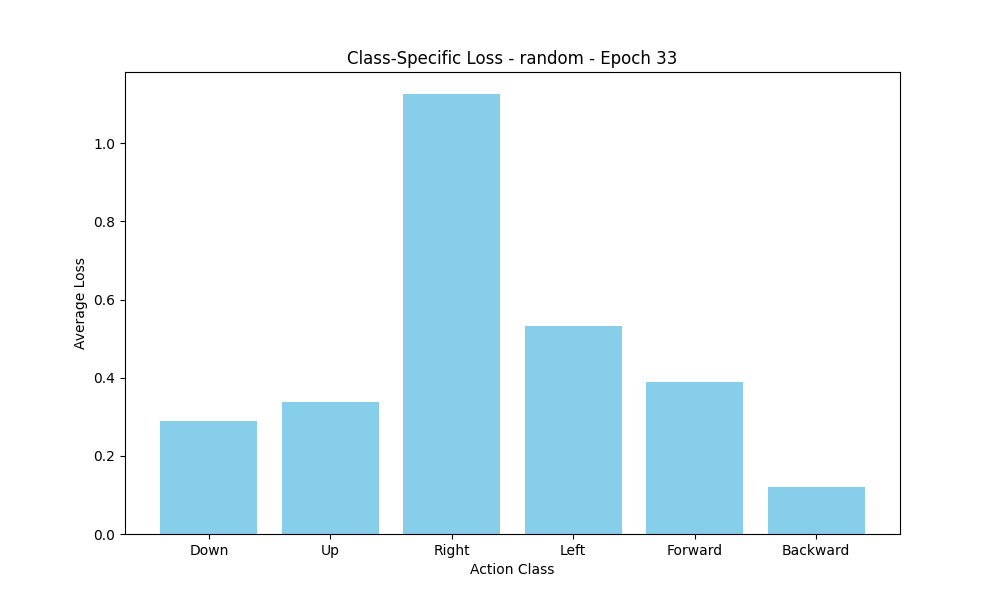 Class-Specific Loss - random - Epoch 33
Average Loss
1.0
0.8
0.6
0.4
0.2
0.0
Down Up Right Left Forward Backward
Action Class